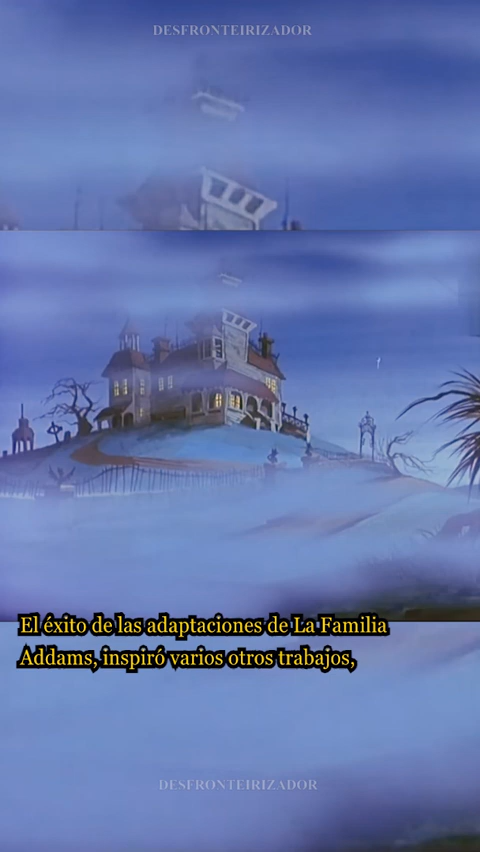 DESFRONTEIRIZADOR
El éxito de las adaptaciones de La Familia
Addams, inspiró varios otros trabajos,
DESFRONTEIRIZADOR